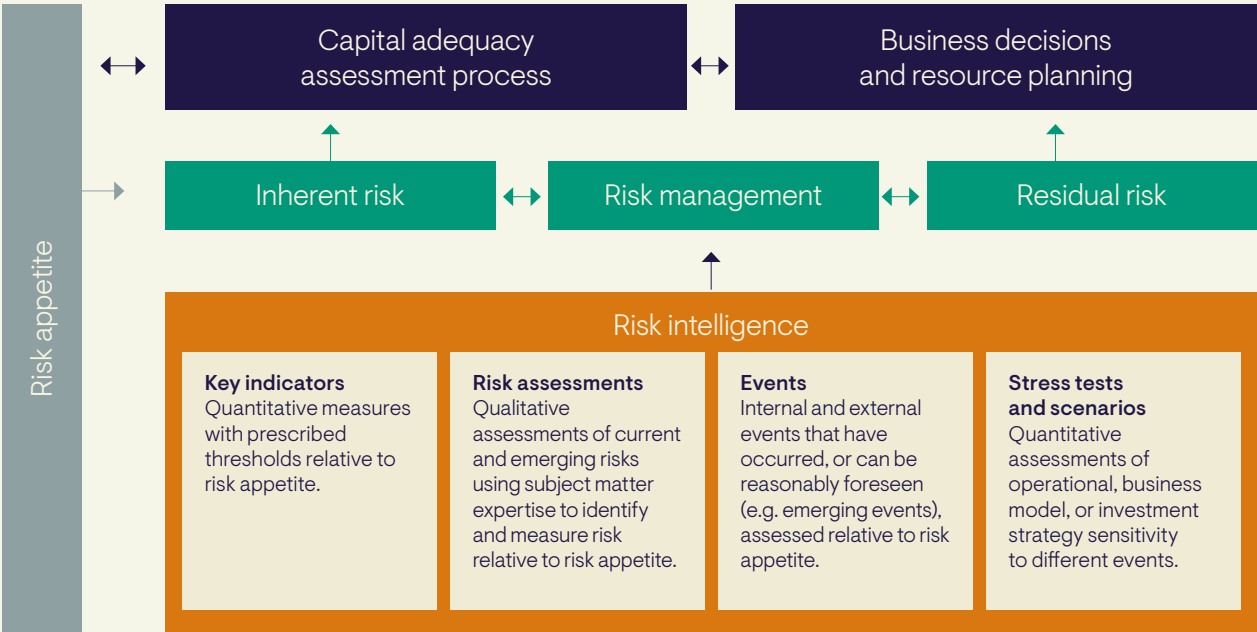 Risk appetite
Capital adequacy
assessment process
Business decisions
and resource planning
Inherent risk
Risk management
Residual risk
Risk intelligence
Key indicators
Quantitative measures
with prescribed
thresholds relative to
risk appetite.
Risk assessments
Qualitative
assessments of current
and emerging risks
using subject matter
expertise to identify
and measure risk
relative to risk appetite.
Events
Internal and external
events that have
occurred, or can be
reasonably foreseen
(e.g. emerging events),
assessed relative to risk
appetite.
Stress tests
and scenarios
Quantitative
assessments of
operational, business
model, or investment
strategy sensitivity
to different events.